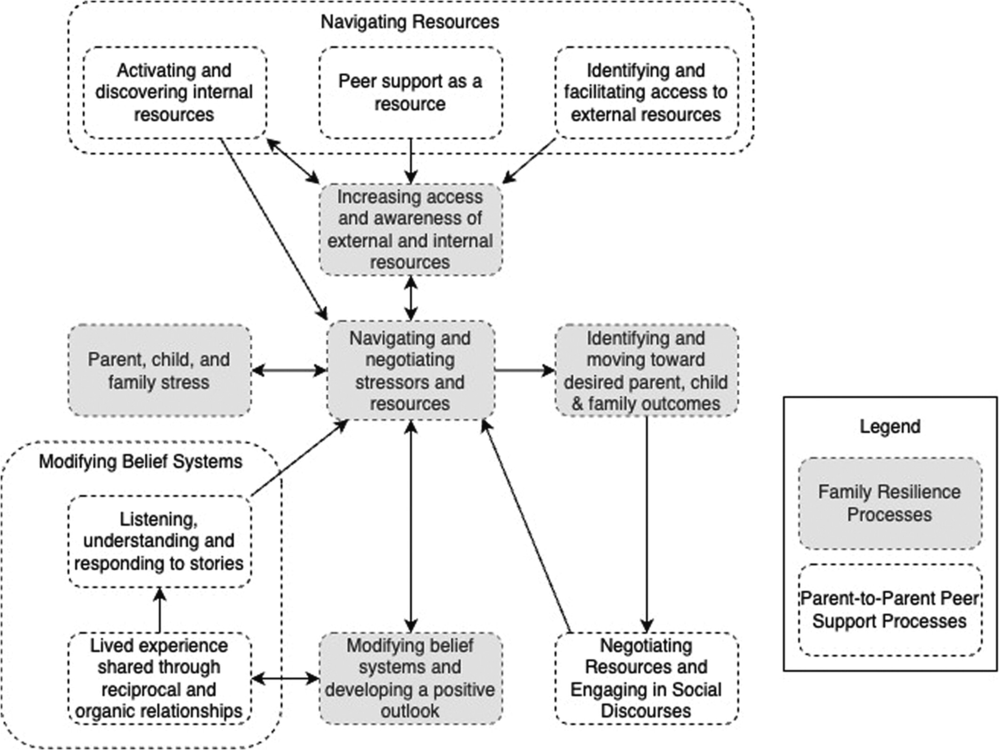 Navigating Resources
Activating and
discovering internal
resources
Peer support as a
resource
Identifying and
facilitating access to
external resources
Increasing access
and awareness of
external and internal
resources
Parent, child, and
family stress
Navigating and
negotiating
stressors and
resources
Identifying and
moving toward
desired parent, child
& family outcomes
Modifying Belief Systems
Listening,
understanding and
responding to stories
Lived experience
shared through
reciprocal and
organic relationships
Modifying belief
systems and
developing a positive
outlook
Negotiating
Resources and
Engaging in Social
Discourses
Legend
Family Resilience
Processes
Parent-to-Parent Peer
Support Processes